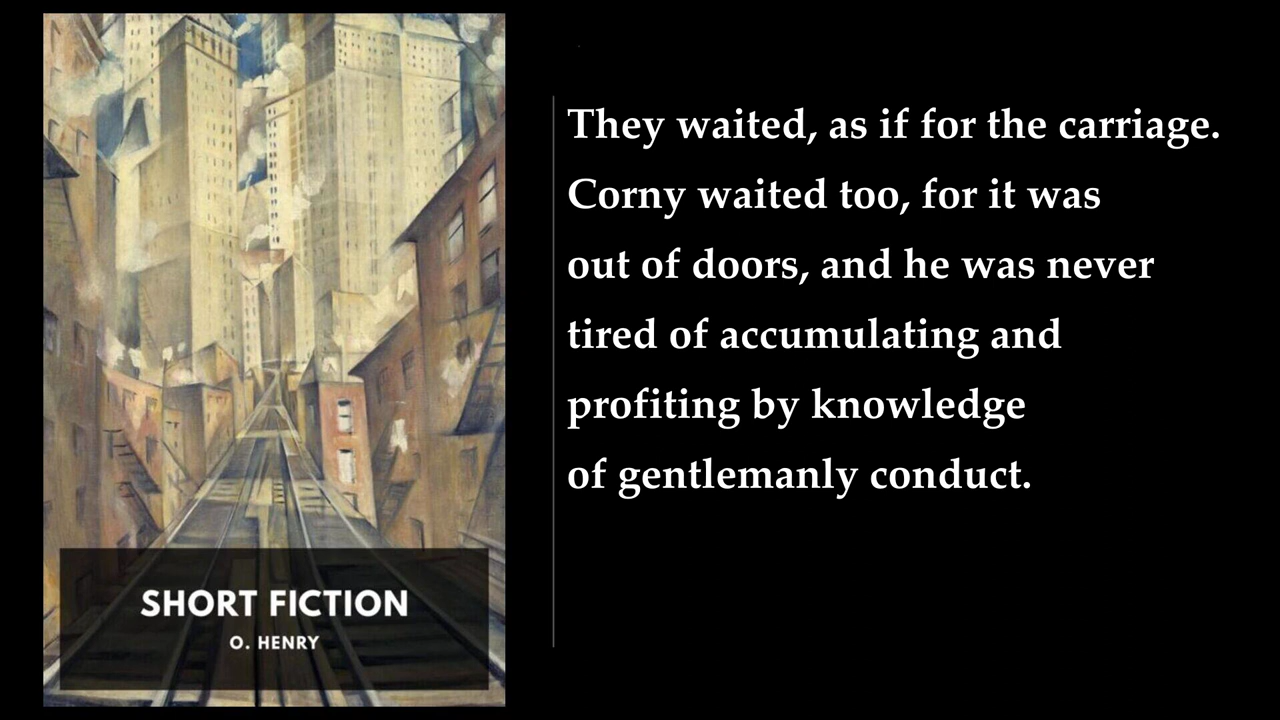 They waited, as if for the carriage.
Corny waited too, for it was
out of doors, and he was never
tired of accumulating and
profiting by knowledge
of gentlemanly conduct.
SHORT FICTION
O. HENRY